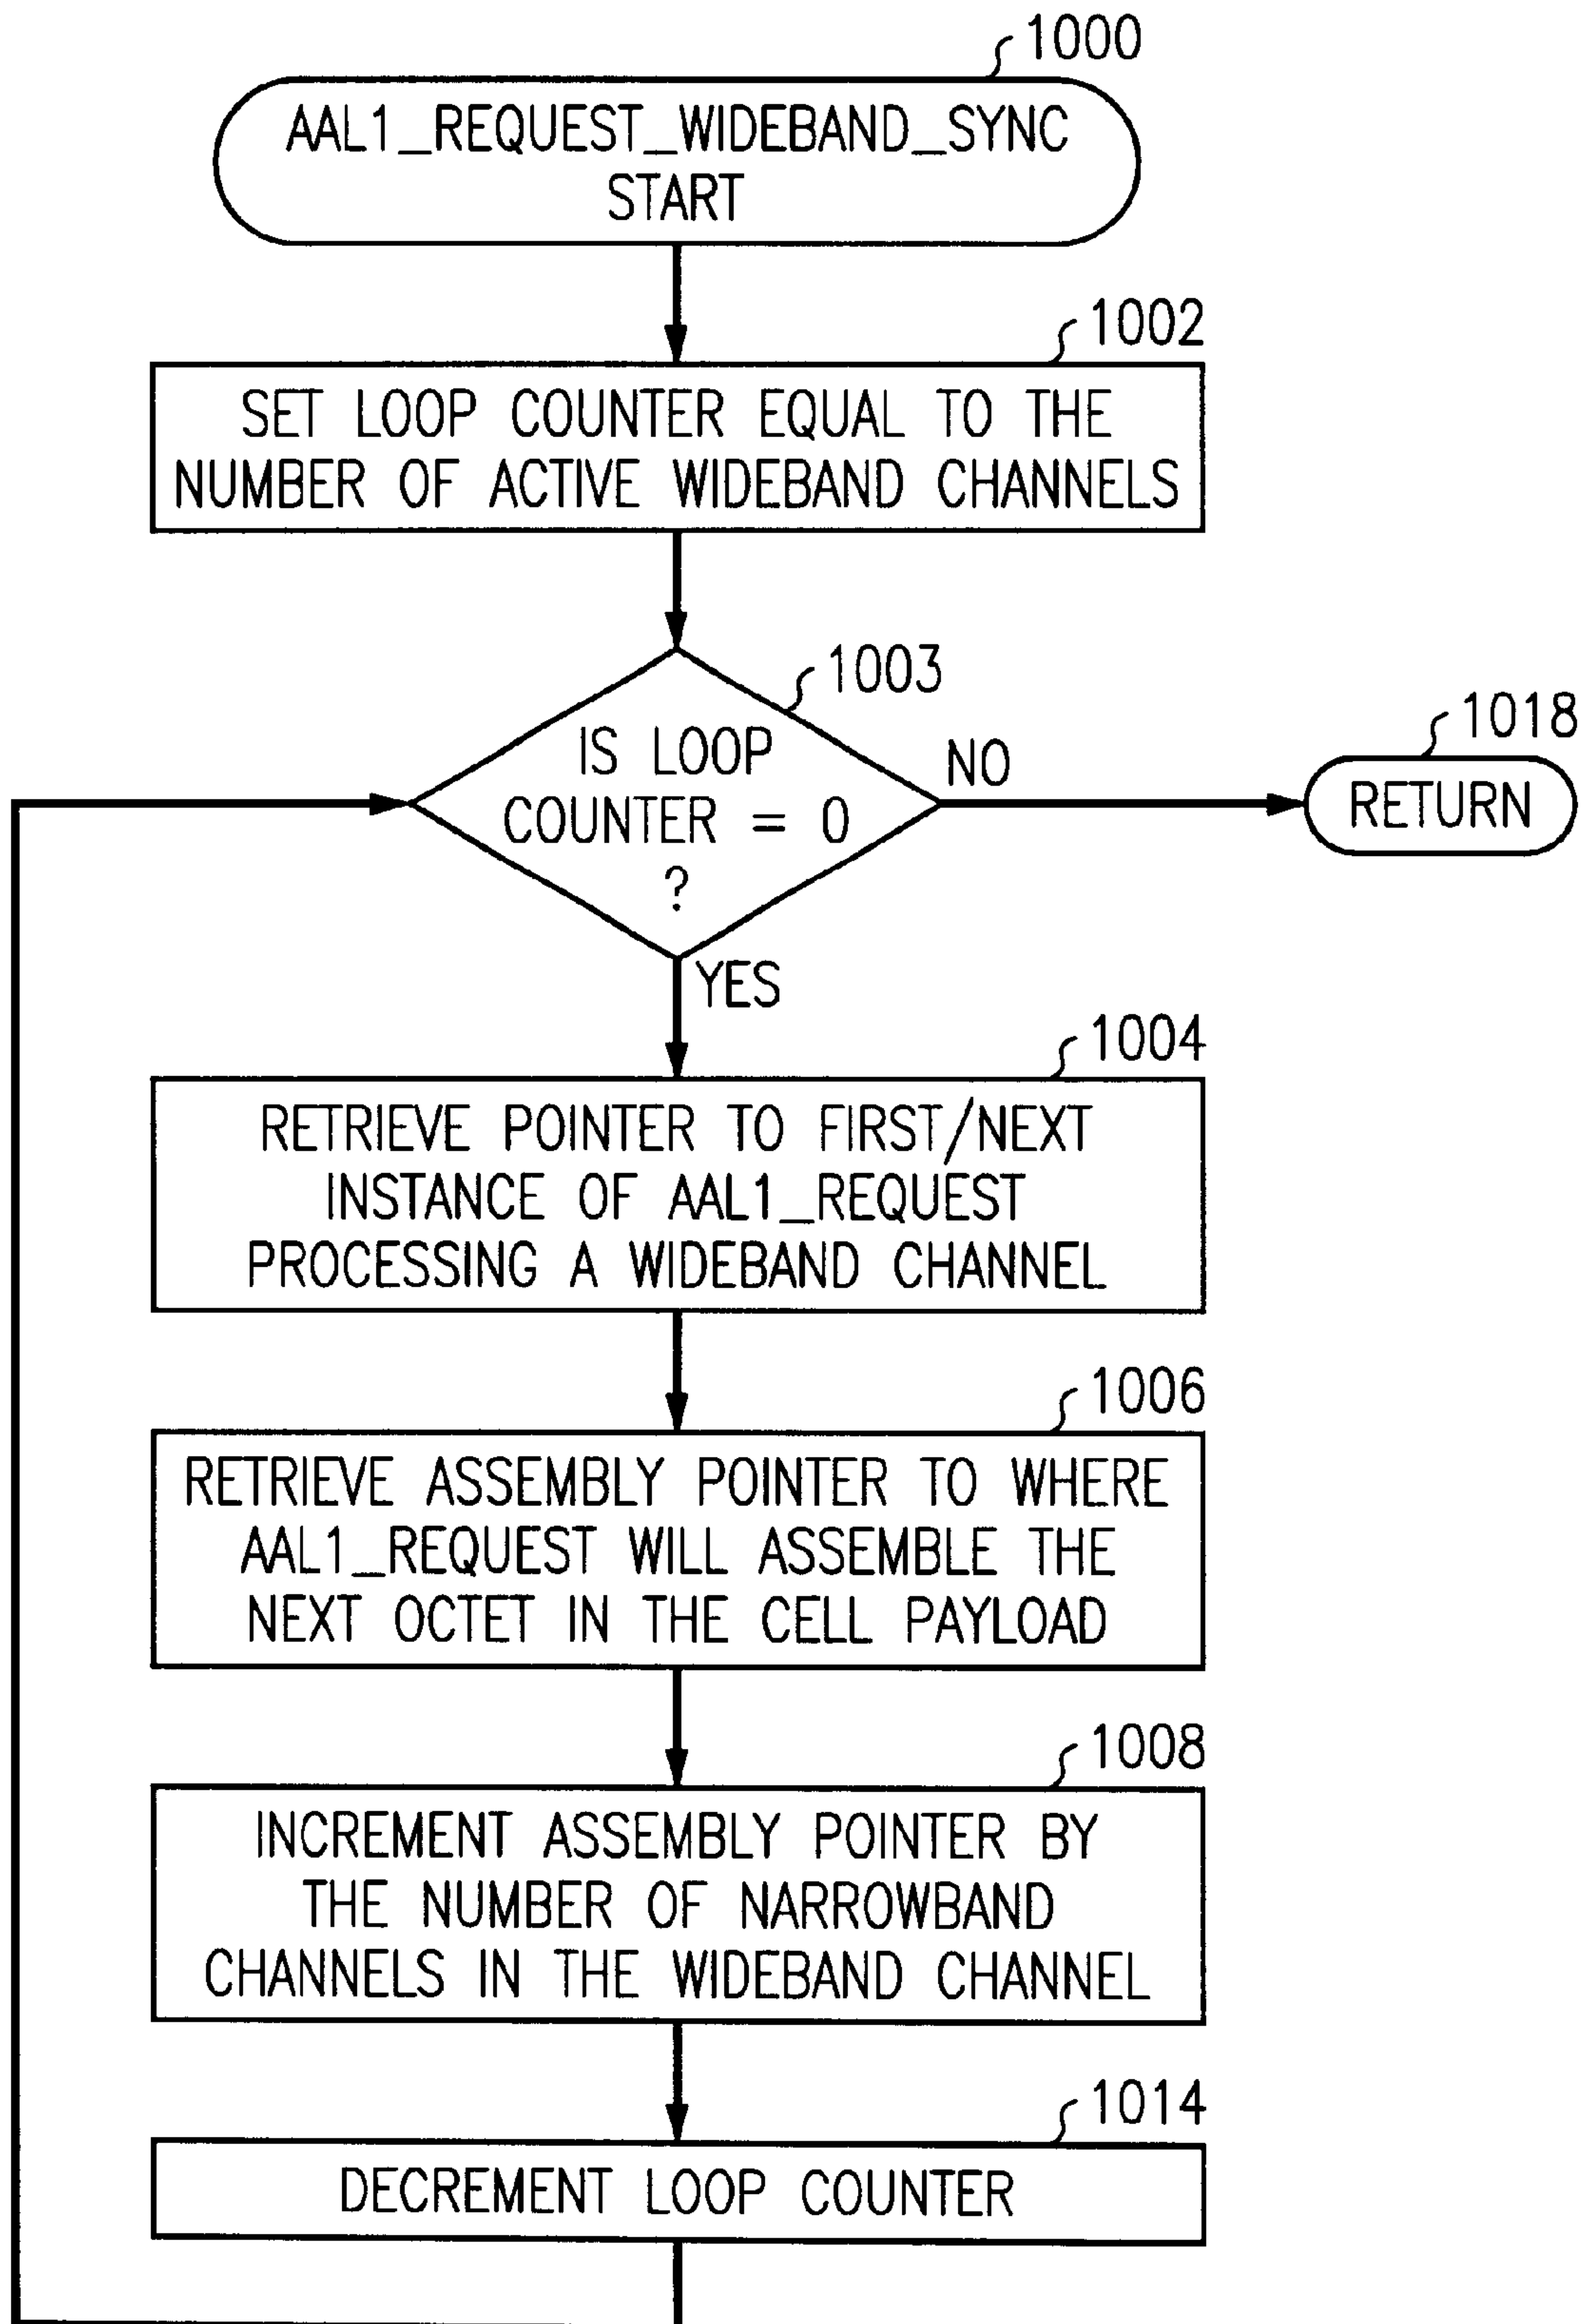 1000
AAL1_REQUEST_WIDEBAND_SYNC
START
1002
SET LOOP COUNTER EQUAL TO THE
NUMBER OF ACTIVE WIDEBAND CHANNELS
1003
IS LOOP
COUNTER = 0
?
NO
1018
RETURN
YES
1004
RETRIEVE POINTER TO FIRST/NEXT
INSTANCE OF AAL1_REQUEST
PROCESSING A WIDEBAND CHANNEL
1006
RETRIEVE ASSEMBLY POINTER TO WHERE
AAL1_REQUEST WILL ASSEMBLE THE
NEXT OCTET IN THE CELL PAYLOAD
1008
INCREMENT ASSEMBLY POINTER BY
THE NUMBER OF NARROWBAND
CHANNELS IN THE WIDEBAND CHANNEL
1014
DECREMENT LOOP COUNTER